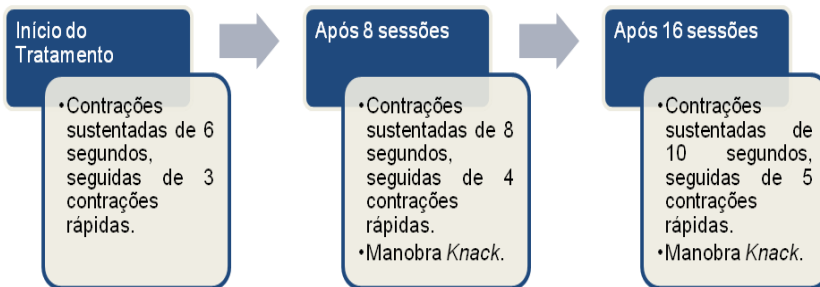 Início do
Tratamento
•Contrações
sustentadas de 6
segundos,
seguidas de 3
contrações
rápidas.
Após 8 sessões
•Contrações
sustentadas de 8
segundos,
seguidas de 4
contrações
rápidas.
•Manobra Knack.
Após 16 sessões
•Contrações
sustentadas de
10 segundos,
seguidas de 5
contrações
rápidas.
•Manobra Knack.